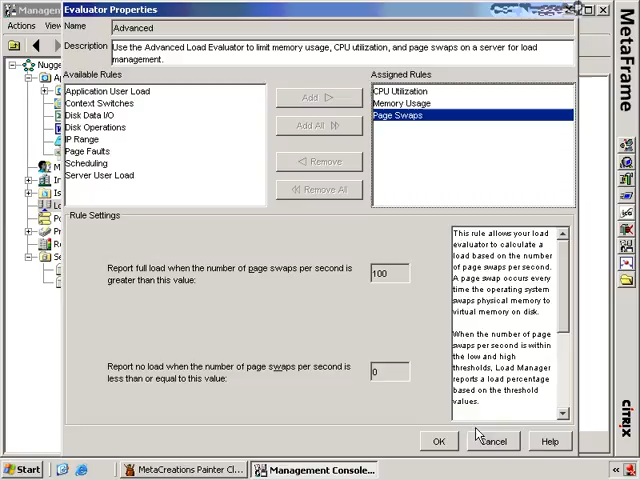 Manager
Evaluator Properties
Actions
View
Name
Advanced
Description
Use the Advanced Load Evaluator to limit memory usage, CPU utilization, and page swaps on a server for load
management.
Available Rules
Application User Load
Context Switches
Disk Data I/O
Disk Operations
IP Range
Page Faults
Scheduling
Server User Load
Add
Add All
Remove
Remove All
Assigned Rules
CPU Utilization
Memory Usage
Page Swaps
Rule Settings
Report full load when the number of page swaps per second is
greater than this value:
100
Report no load when the number of page swaps per second is
less than or equal to this value:
0
This rule allows your load
evaluator to calculate a
load based on the number
of page swaps per second.
A page swap occurs every
time the operating system
swaps physical memory to
virtual memory on disk.
When the number of page
swaps per second is within
the low and high
thresholds, Load Manager
reports a load percentage
based on the threshold
values.
OK
Cancel
Help
MetaFrame
CITRIX
Start
MetaCreations Painter Cl...
Management Console...